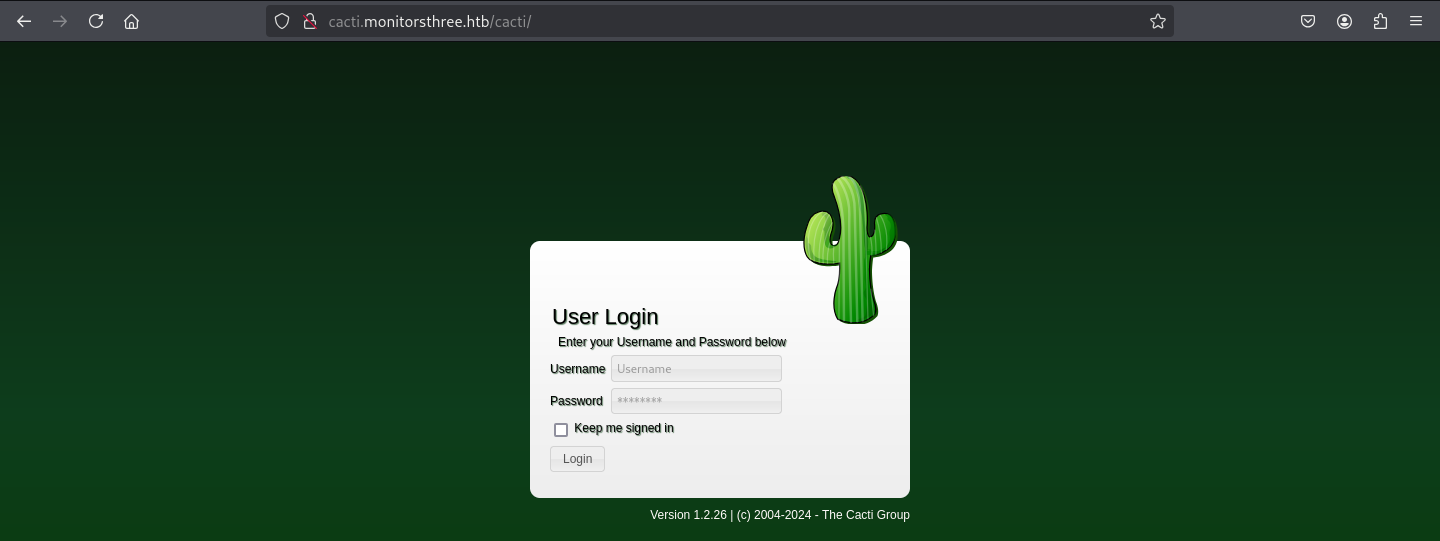 cacti.monitorsthree.htb/cacti/
User Login
Enter your Username and Password below
Username Username
Password ********
Keep me signed in
Login
Version 1.2.26 | (c) 2004-2024 - The Cacti Group